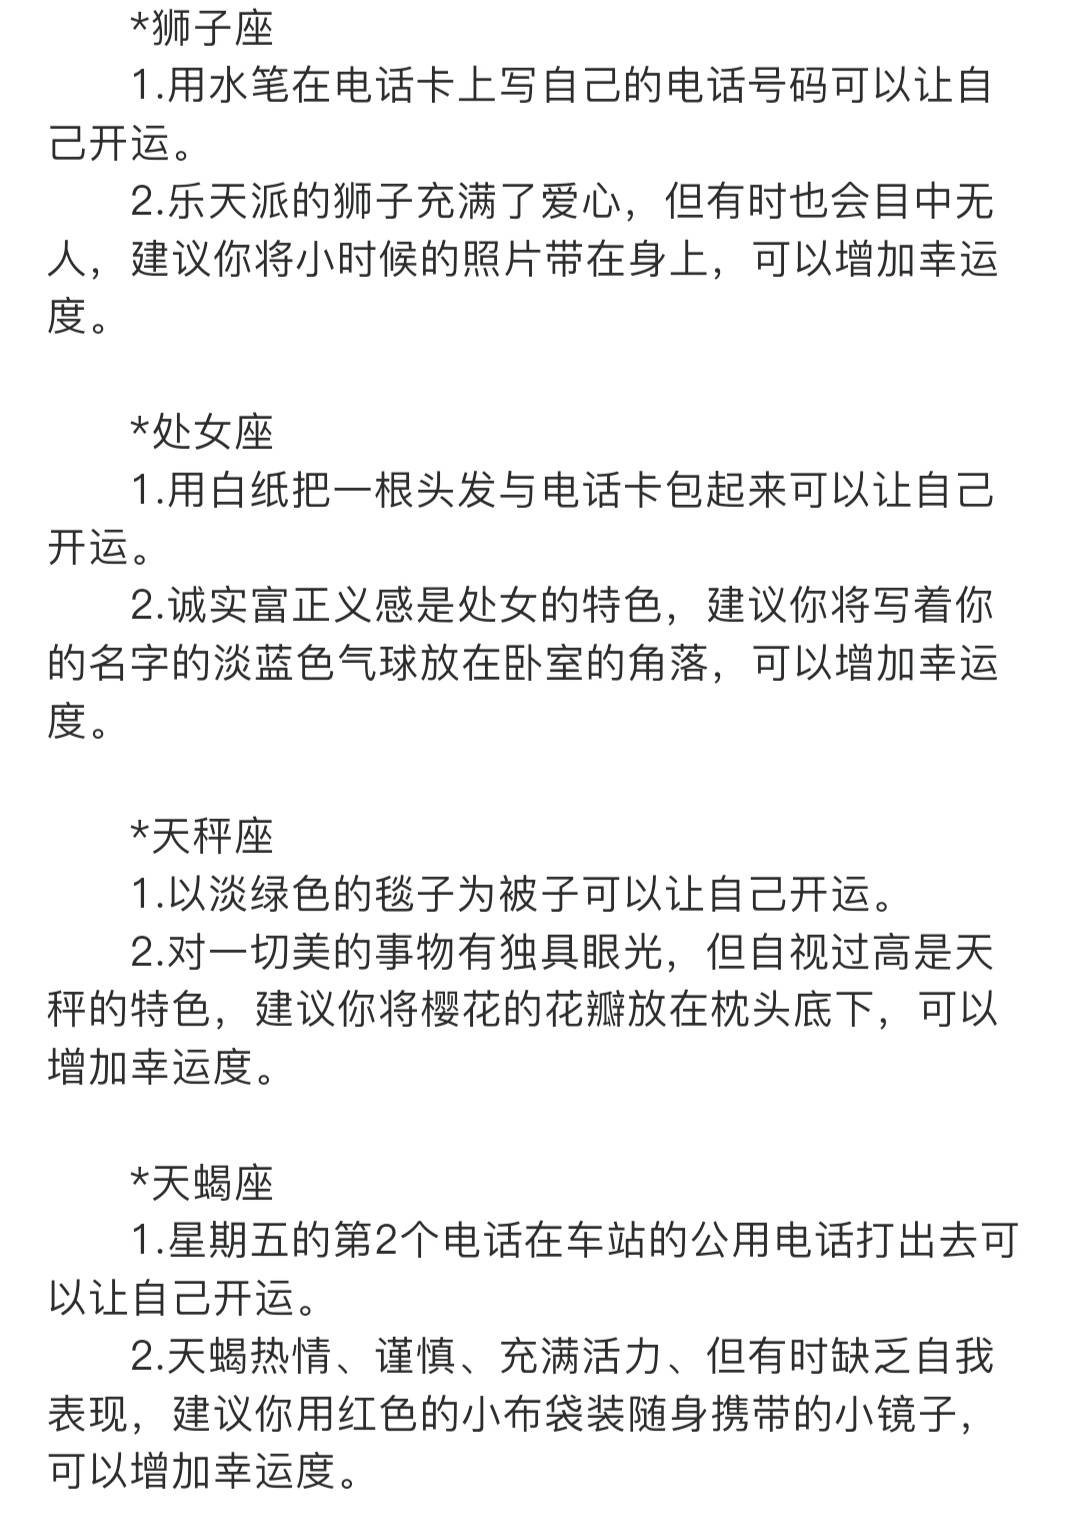 *狮子座
1.用水笔在电话卡上写自己的电话号码可以让自
己开运。
2.乐天派的狮子充满了爱心，但有时也会目中无
人，建议你将小时候的照片带在身上，可以增加幸运
度。
*处女座
1.用白纸把一根头发与电话卡包起来可以让自己
开运。
2.诚实富正义感是处女的特色，建议你将写着你
的名字的淡蓝色气球放在卧室的角落，可以增加幸运
度。
*天秤座
1.以淡绿色的毯子为被子可以让自己开运。
2.对一切美的事物有独具眼光，但自视过高是天
秤的特色，建议你将樱花的花瓣放在枕头底下，可以
增加幸运度。
*天蝎座
1.星期五的第2个电话在车站的公用电话打出去可
以让自己开运。
2.天蝎热情、谨慎、充满活力、但有时缺乏自我
表现，建议你用红色的小布袋装随身携带的小镜子，
可以增加幸运度。